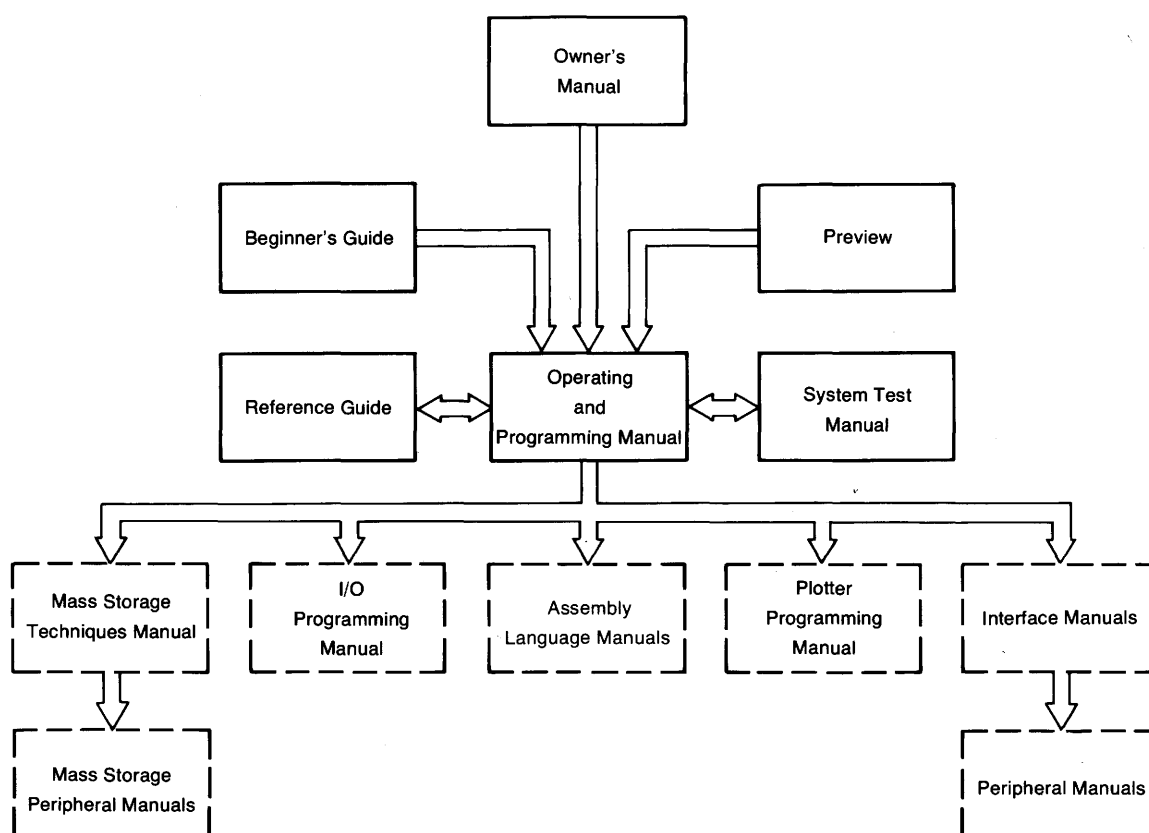 Owner's
Manual
Beginner's Guide
Preview
Reference Guide
Operating
and
Programming Manual
System Test
Manual
Mass Storage
Techniques Manual
I/O
Programming
Manual
Assembly
Language Manuals
Plotter
Programming
Manual
Interface Manuals
Mass Storage
Peripheral Manuals
Peripheral Manuals